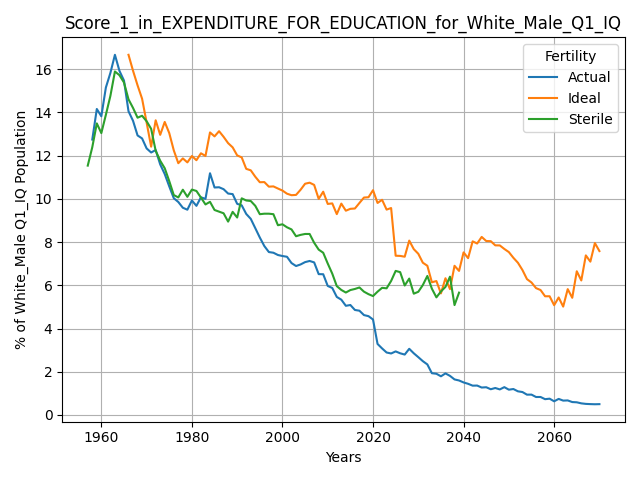 Score_1_in_EXPENDITURE_FOR_EDUCATION_for_White_Male_Q1_IQ
Fertility
Actual
Ideal
Sterile
% of White_Male Q1_IQ Population
16
14
12
10
8
6
4
2
0
1960
1980
2000
2020
2040
2060
Years